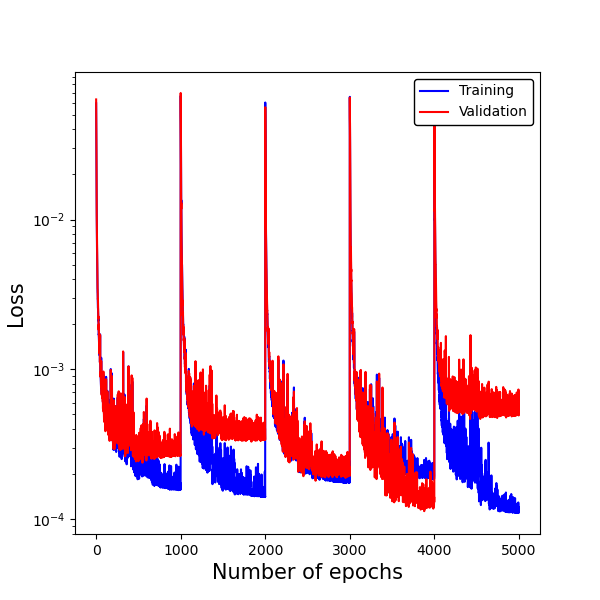 Training
Validation
Loss
10⁻²
10⁻³
10⁻⁴
0 1000 2000 3000 4000 5000
Number of epochs